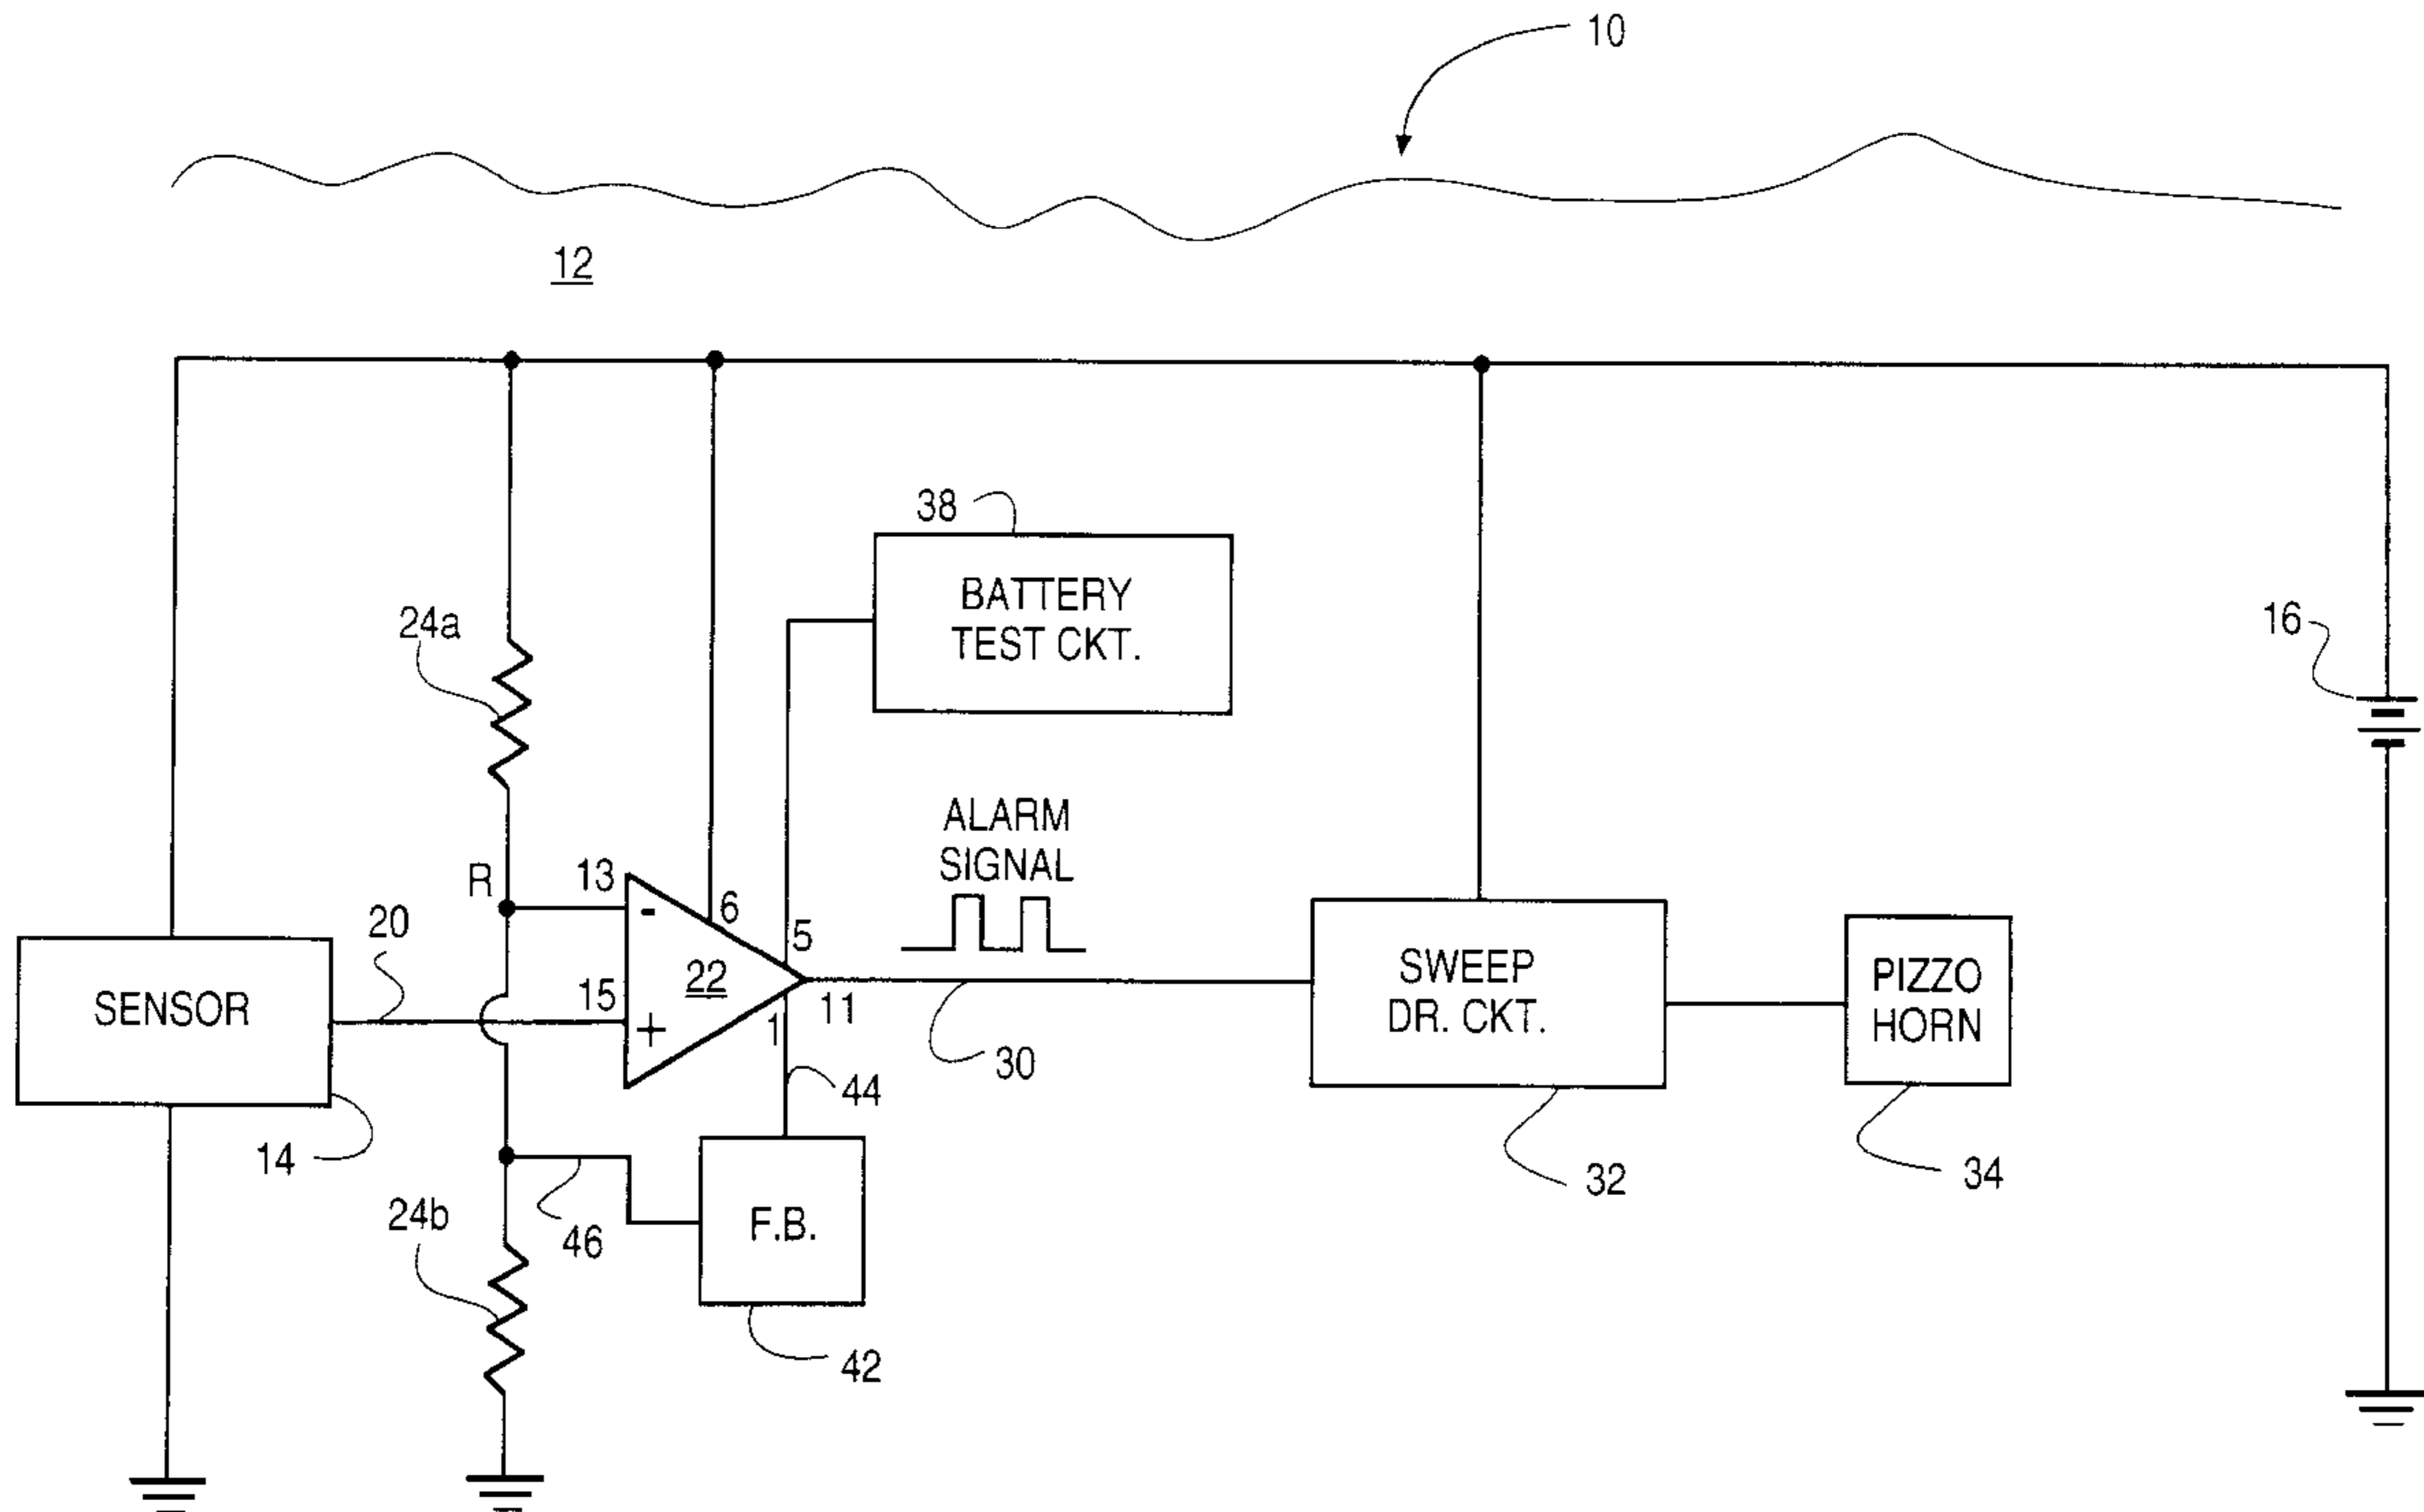 10
12
38
BATTERY
TEST CKT.
24a
16
ALARM
SIGNAL
R
13
-
6
5
20
SENSOR
15
+
22
1
11
SWEEP
DR. CKT.
PIZZO
HORN
30
44
14
32
34
24b
46
F.B.
42